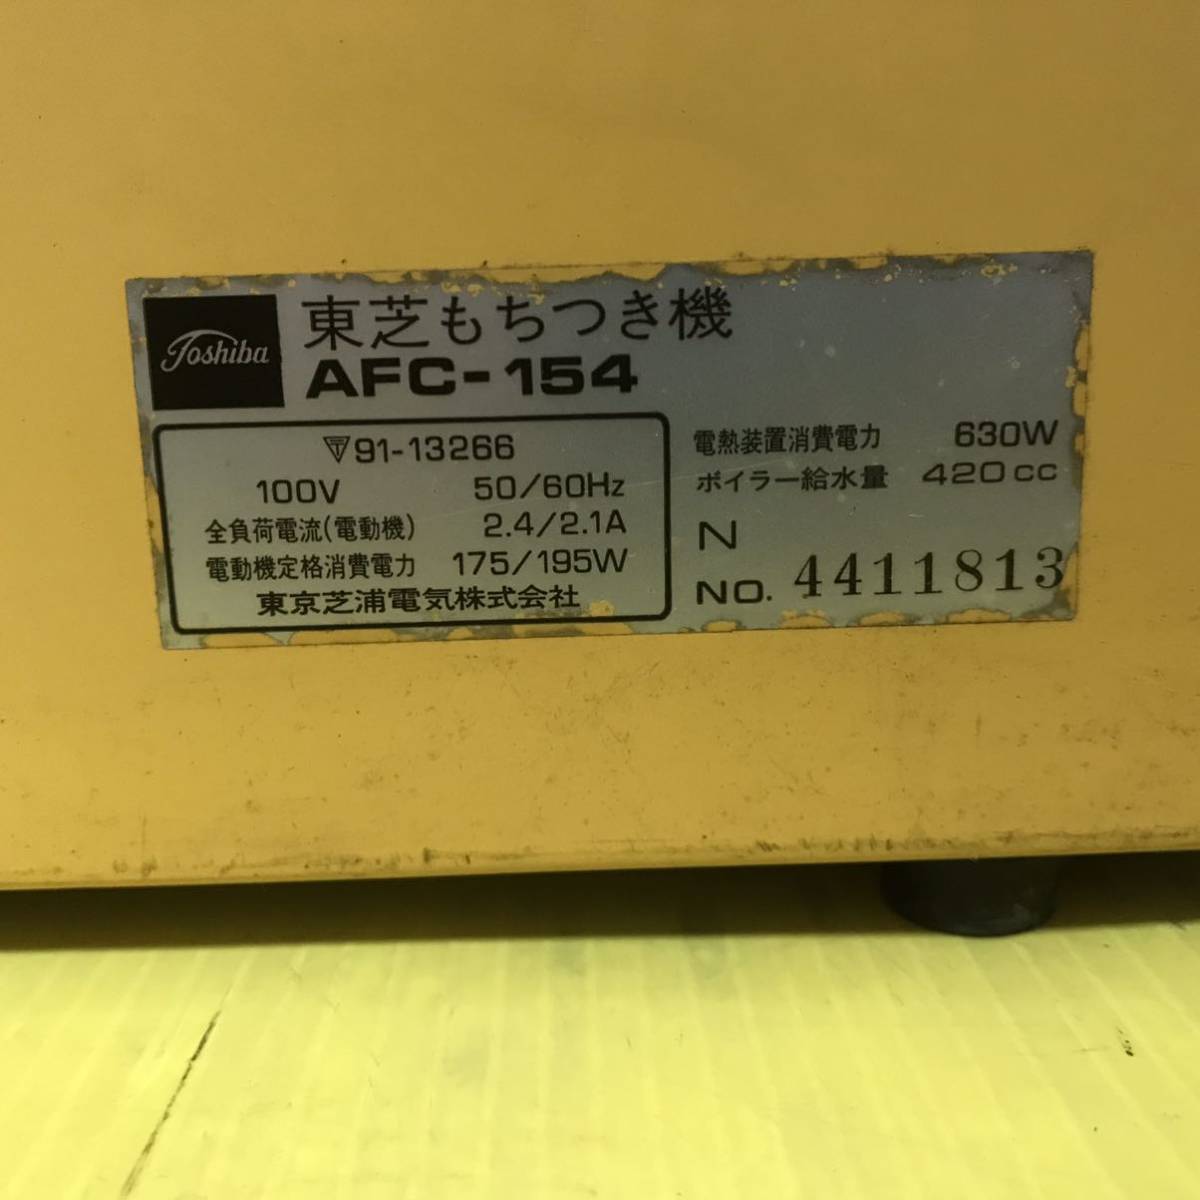 Toshiba
東芝もちつき機
AFC-154
〒91-13266
100V 50/60Hz
全負荷電流(電動機) 2.4/2.1A
電動機定格消費電力 175/195W
東京芝浦電気株式会社
電熱装置消費電力 630W
ボイラー給水量 420cc
N
NO. 4411813